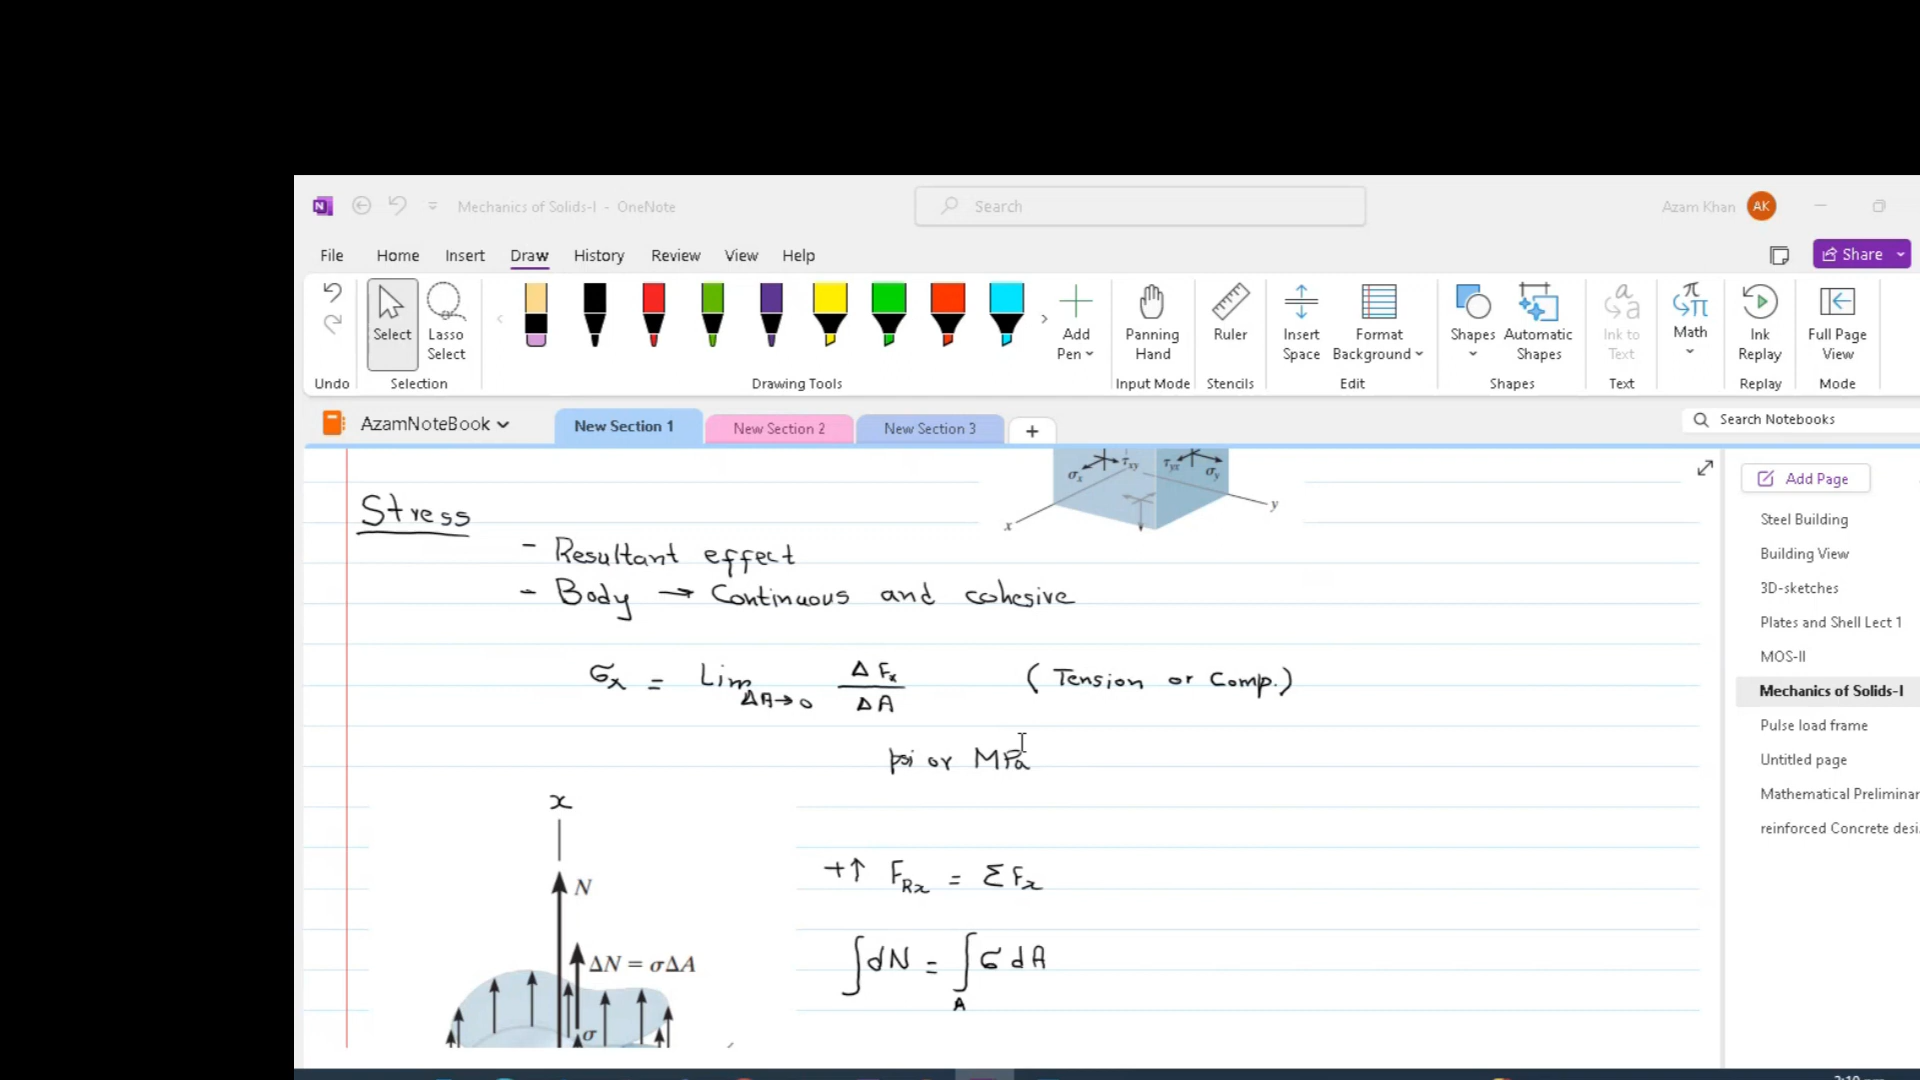 Mechanics of Solids-I - OneNote
Search
Azam Khan
AK
File Home Insert Draw History Review View Help
Share
Select
Lasso Select
Add Pen
Panning Hand
Ruler
Insert Space
Format Background
Shapes
Automatic Shapes
Ink to Text
Math
Ink Replay
Full Page View
Undo
Selection
Drawing Tools
Input Mode
Stencils
Edit
Shapes
Text
Replay
Mode
AzamNoteBook
New Section 1
New Section 2
New Section 3
+
Search Notebooks
Add Page
Steel Building
Building View
3D-sketches
Plates and Shell Lect 1
MOS-II
Mechanics of Solids-I
Pulse load frame
Untitled page
Mathematical Preliminar
reinforced Concrete desi
σx τxy τyx σy
x y
Stress
- Resultant effect
- Body → Continuous and cohesive
σx = Lim ΔA→0 ΔFx / ΔA (Tension or Comp.)
psi or MPa
x
N
ΔN = σΔA
σ
+↑ FRx = ΣFx
∫dN = ∫A σ dA